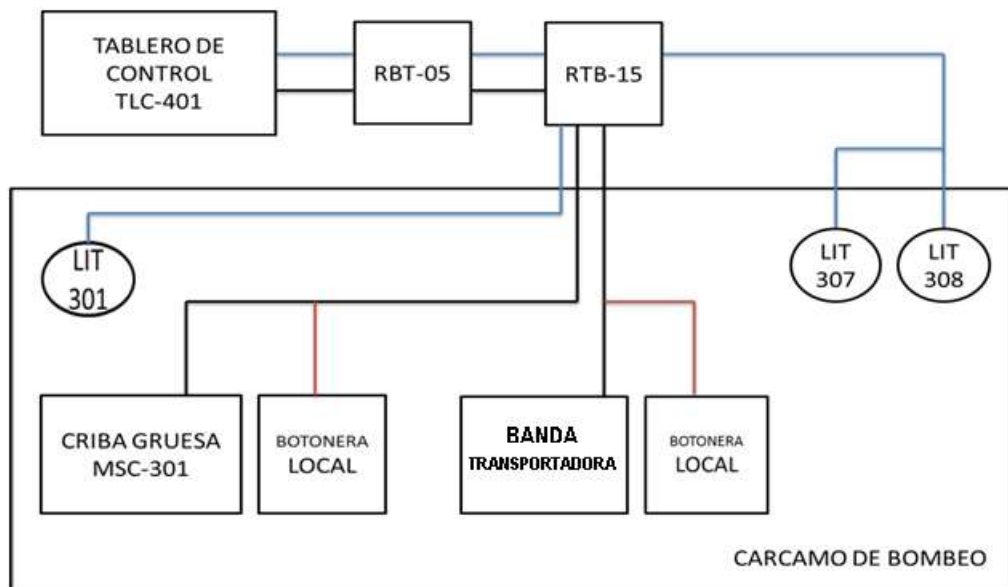 TABLERO DE
CONTROL
TLC-401
RBT-05
RTB-15
LIT
301
LIT
307
LIT
308
CRIBA GRUESA
MSC-301
BOTONERA
LOCAL
BANDA
TRANSPORTADORA
BOTONERA
LOCAL
CARCAMO DE BOMBEO